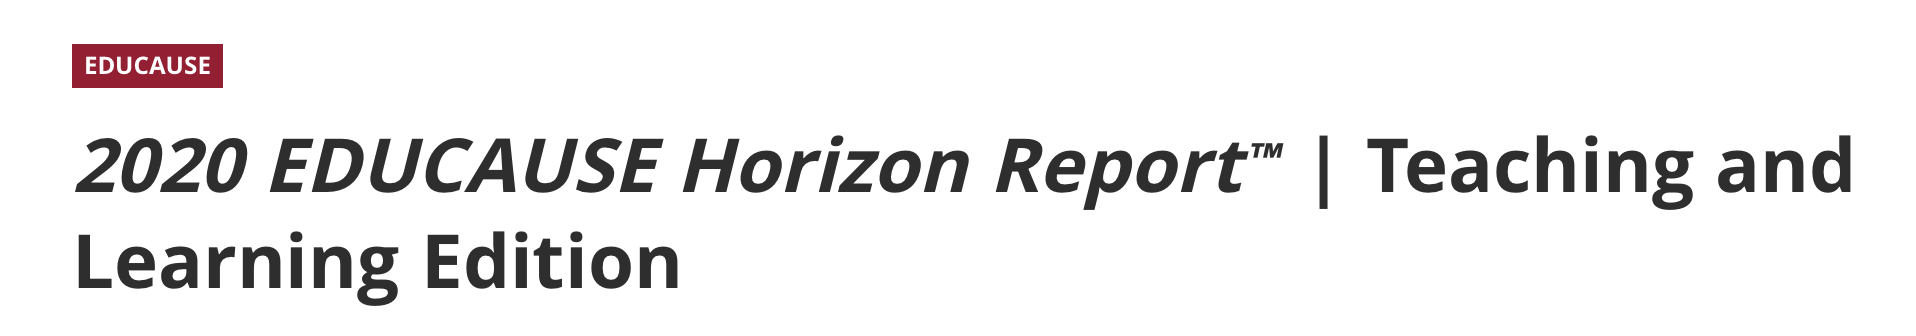 EDUCAUSE
2020 EDUCAUSE Horizon Report™ | Teaching and
Learning Edition